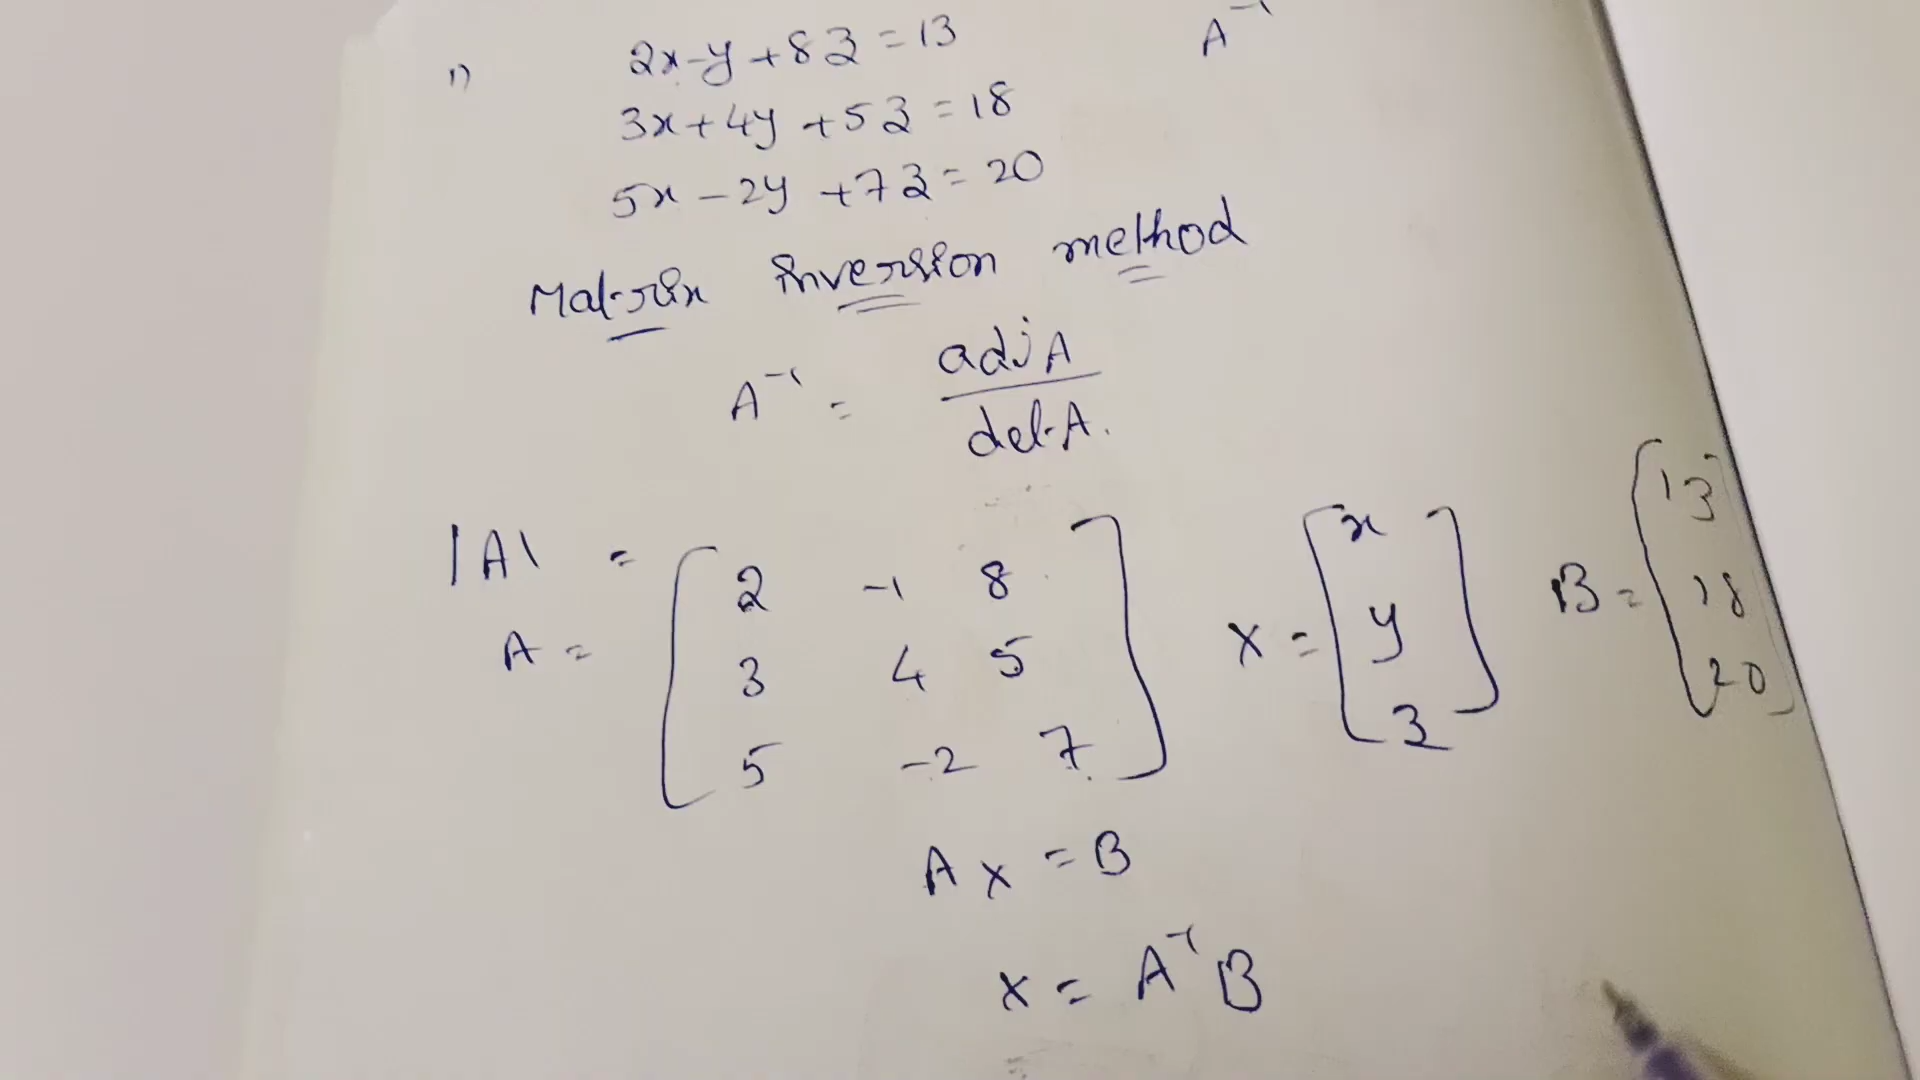 1) 2x-y+8z=13 A⁻¹
3x+4y+5z=18
5x-2y+7z=20
Matrix inversion method
A⁻¹ = adj A / det A.
|A| =
A = [2 -1 8; 3 4 5; 5 -2 7] X = [x; y; z] B = [13; 18; 20]
AX = B
X = A⁻¹B